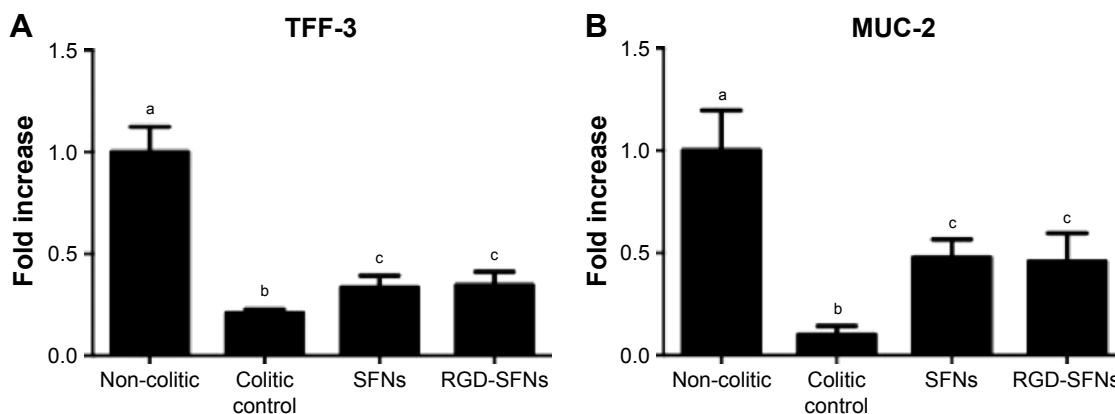 A
TFF-3
Fold increase
1.5
1.0
0.5
0.0
a
b
c
c
Non-colitic
Colitic
control
SFNs
RGD-SFNs
B
MUC-2
Fold increase
1.5
1.0
0.5
0.0
a
b
c
c
Non-colitic
Colitic
control
SFNs
RGD-SFNs